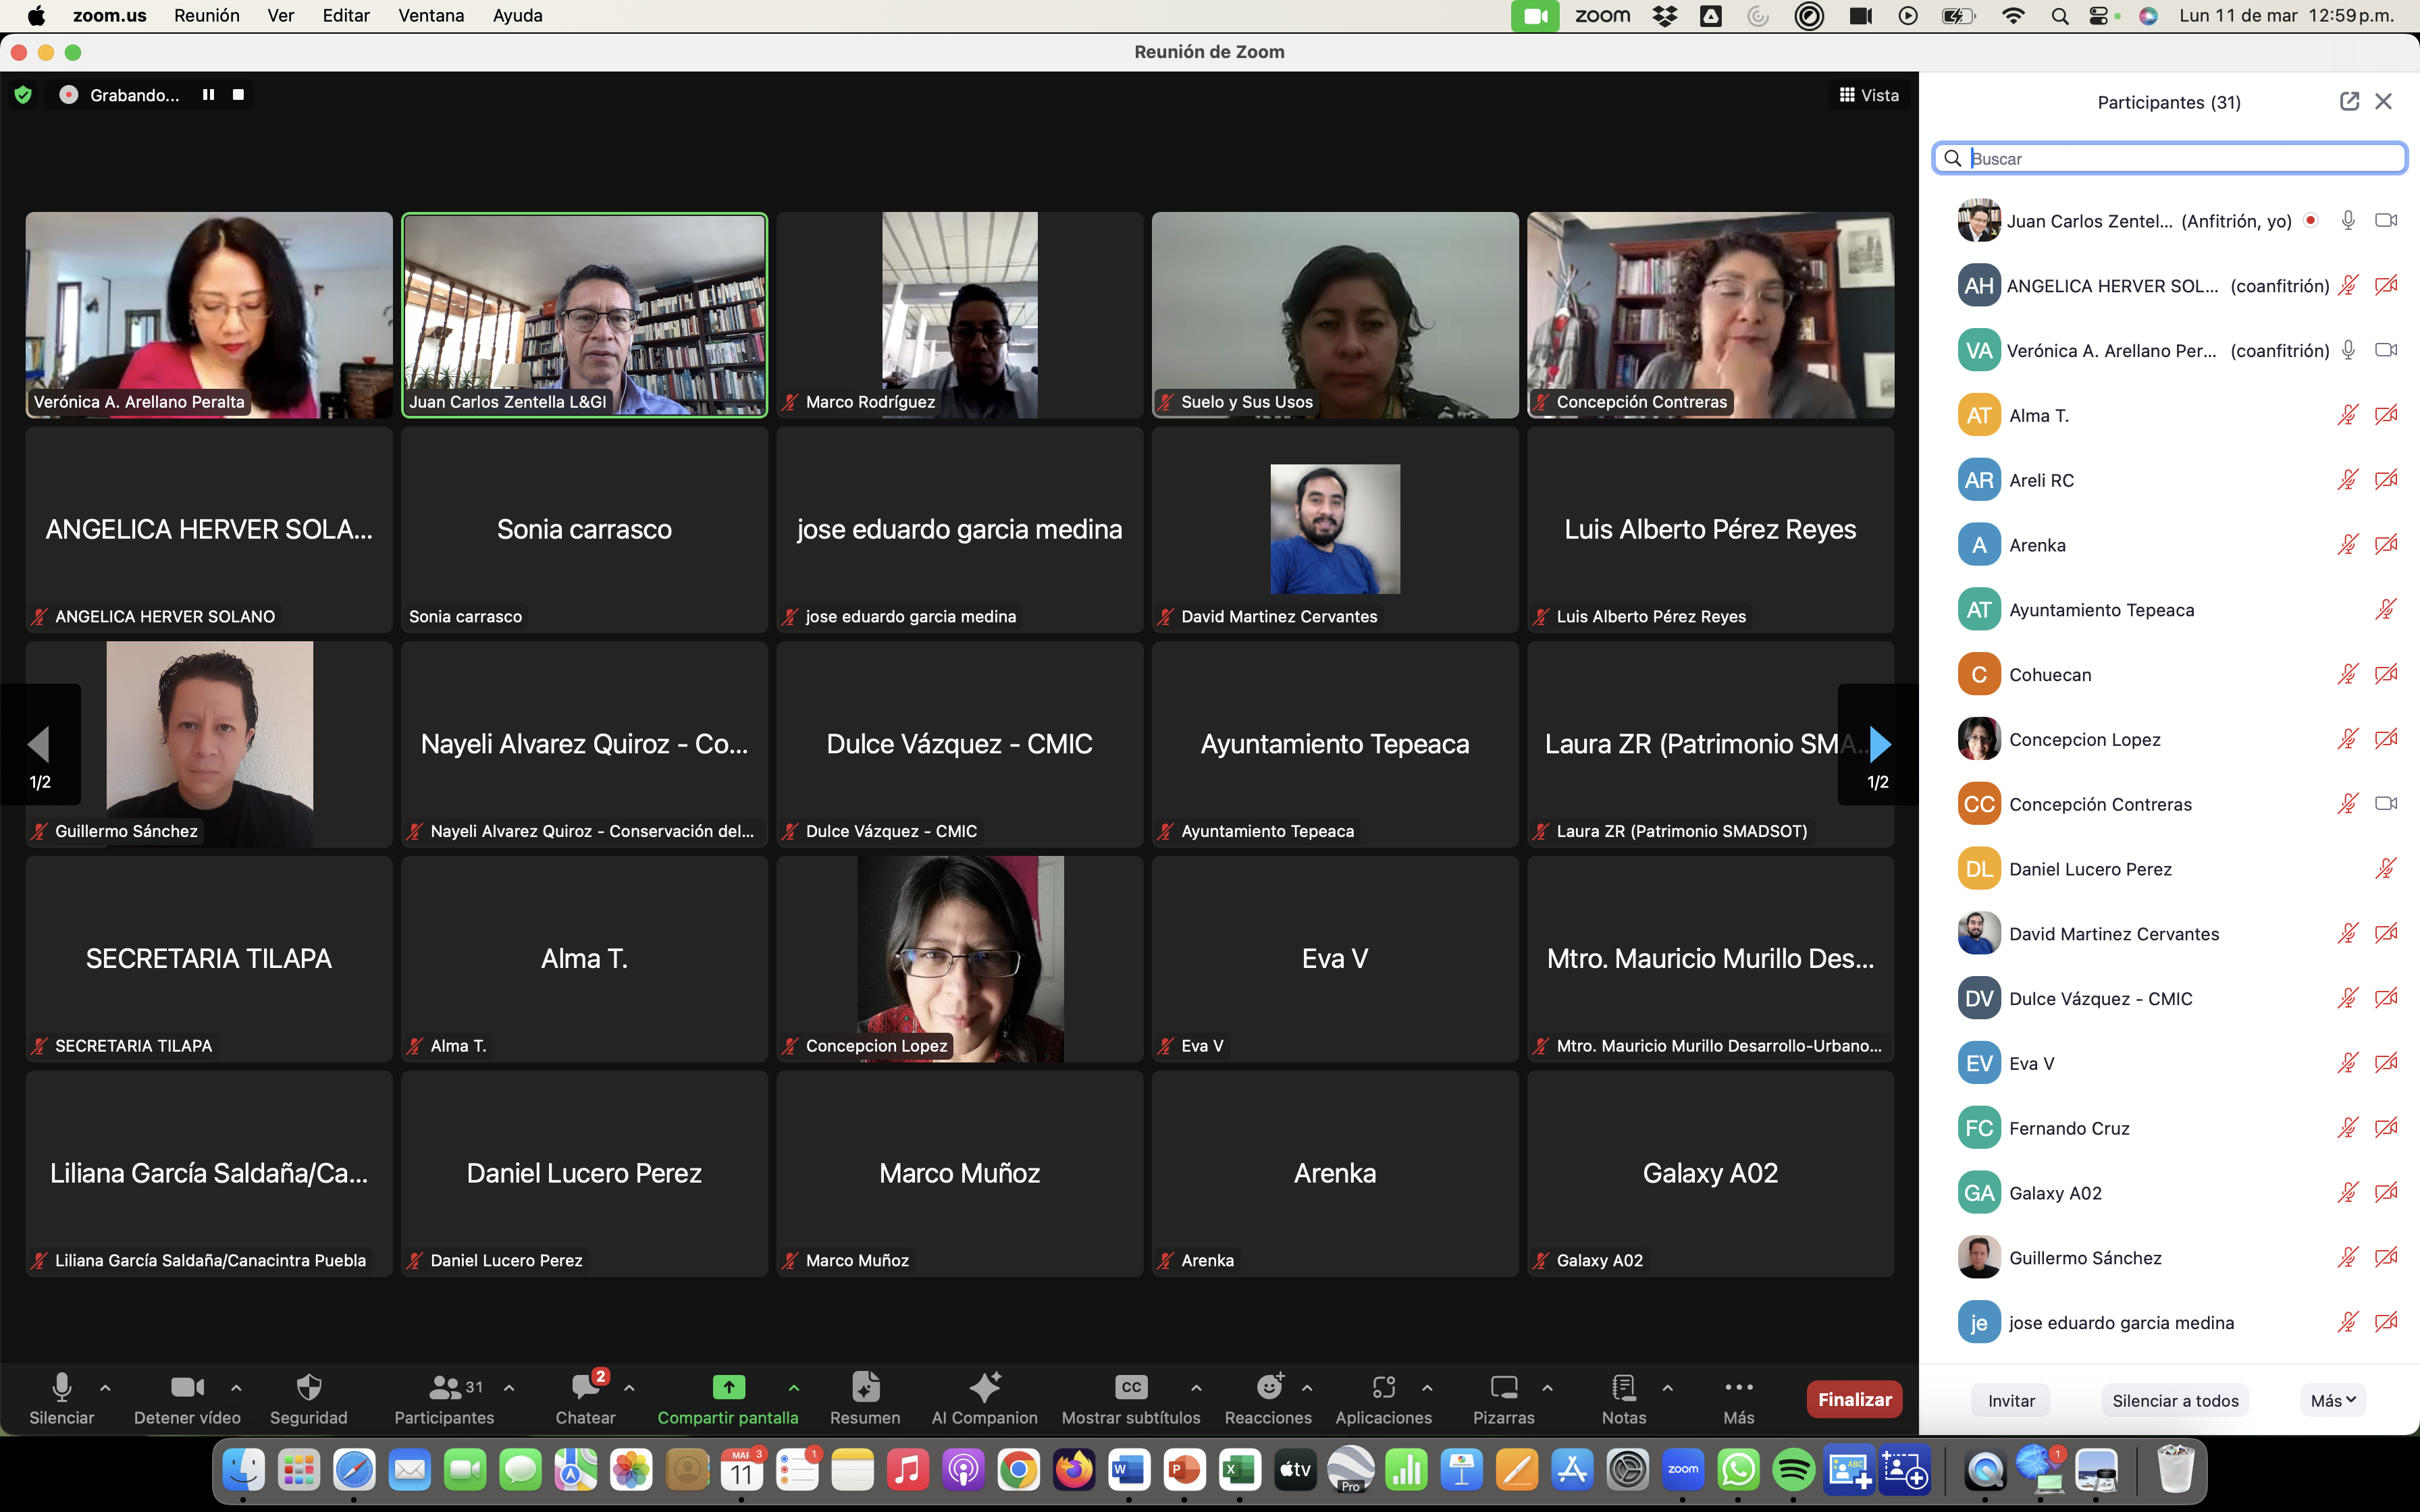 zoom.us Reunión Ver Editar Ventana Ayuda zoom Lun 11 de mar 12:59 p.m.
Reunión de Zoom
Grabando... Vista
Participantes (31)
Buscar
Verónica A. Arellano Peralta
Juan Carlos Zentella L&GI
Marco Rodríguez
Suelo y Sus Usos
Concepción Contreras
ANGELICA HERVER SOLA...
ANGELICA HERVER SOLANO
Sonia carrasco
Sonia carrasco
jose eduardo garcia medina
jose eduardo garcia medina
David Martinez Cervantes
Luis Alberto Pérez Reyes
Luis Alberto Pérez Reyes
1/2
Guillermo Sánchez
Nayeli Alvarez Quiroz - Co...
Nayeli Alvarez Quiroz - Conservación del...
Dulce Vázquez - CMIC
Dulce Vázquez - CMIC
Ayuntamiento Tepeaca
Ayuntamiento Tepeaca
Laura ZR (Patrimonio SMA...
Laura ZR (Patrimonio SMADSOT)
1/2
SECRETARIA TILAPA
SECRETARIA TILAPA
Alma T.
Alma T.
Concepcion Lopez
Eva V
Eva V
Mtro. Mauricio Murillo Des...
Mtro. Mauricio Murillo Desarrollo-Urbano...
Liliana García Saldaña/Ca...
Liliana García Saldaña/Canacintra Puebla
Daniel Lucero Perez
Daniel Lucero Perez
Marco Muñoz
Marco Muñoz
Arenka
Arenka
Galaxy A02
Galaxy A02
Juan Carlos Zentel... (Anfitrión, yo)
AH ANGELICA HERVER SOL... (coanfitrión)
VA Verónica A. Arellano Per... (coanfitrión)
AT Alma T.
AR Areli RC
A Arenka
AT Ayuntamiento Tepeaca
C Cohuecan
Concepcion Lopez
CC Concepción Contreras
DL Daniel Lucero Perez
David Martinez Cervantes
DV Dulce Vázquez - CMIC
EV Eva V
FC Fernando Cruz
GA Galaxy A02
Guillermo Sánchez
je jose eduardo garcia medina
Invitar Silenciar a todos Más
31 2 CC
Silenciar Detener vídeo Seguridad Participantes Chatear Compartir pantalla Resumen AI Companion Mostrar subtítulos Reacciones Aplicaciones Pizarras Notas Más Finalizar
MAR 3 11 1 W P X tv Pro zoom ABC 1